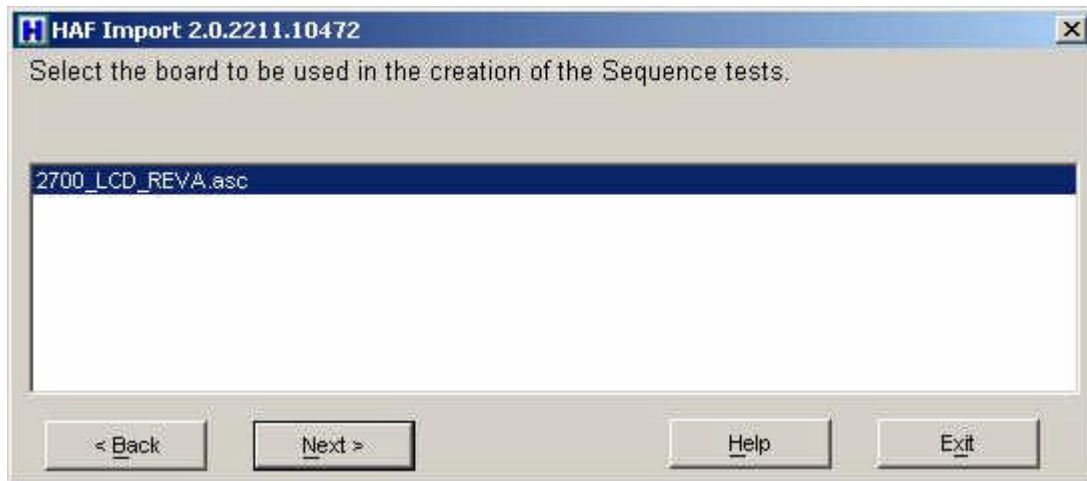 HAF Import 2.0.2211.10472
Select the board to be used in the creation of the Sequence tests.
2700_LCD_REVA.asc
< Back Next > Help Exit